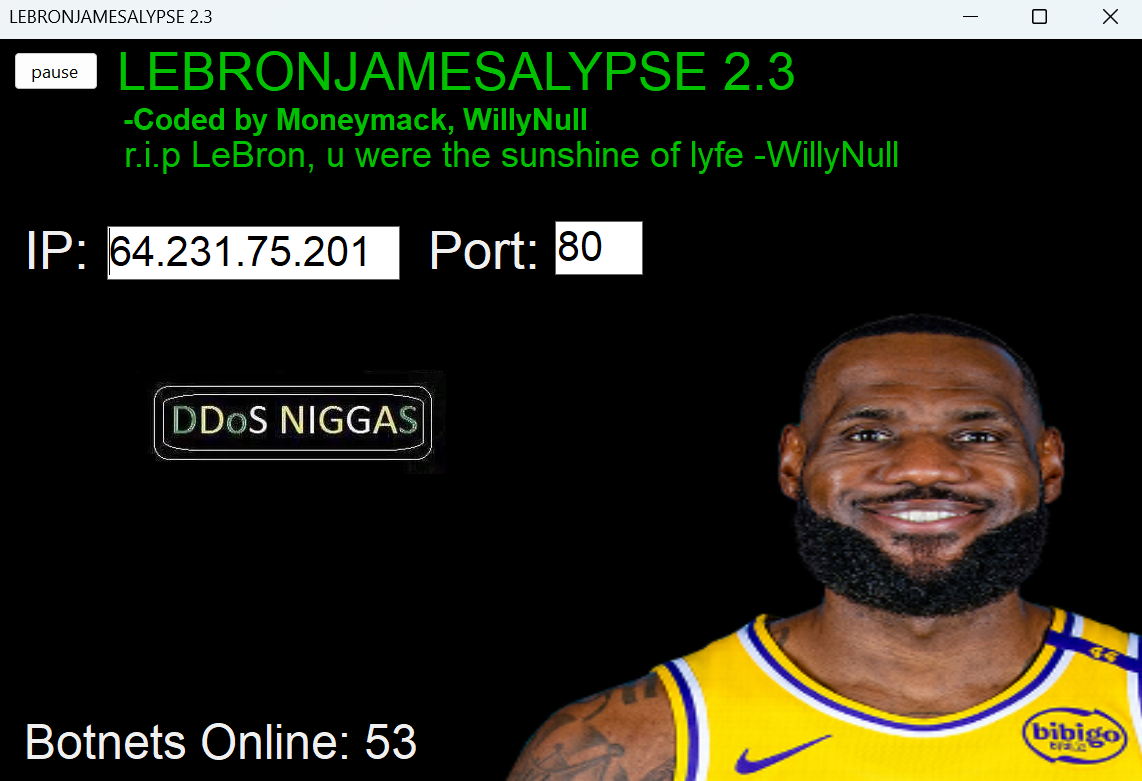 LEBRONJAMESALYPSE 2.3
pause
LEBRONJAMESALYPSE 2.3
-Coded by Moneymack, WillyNull
r.i.p LeBron, u were the sunshine of lyfe -WillyNull
IP: 64.231.75.201 Port: 80
DDoS NIGGAS
bibigo
Botnets Online: 53